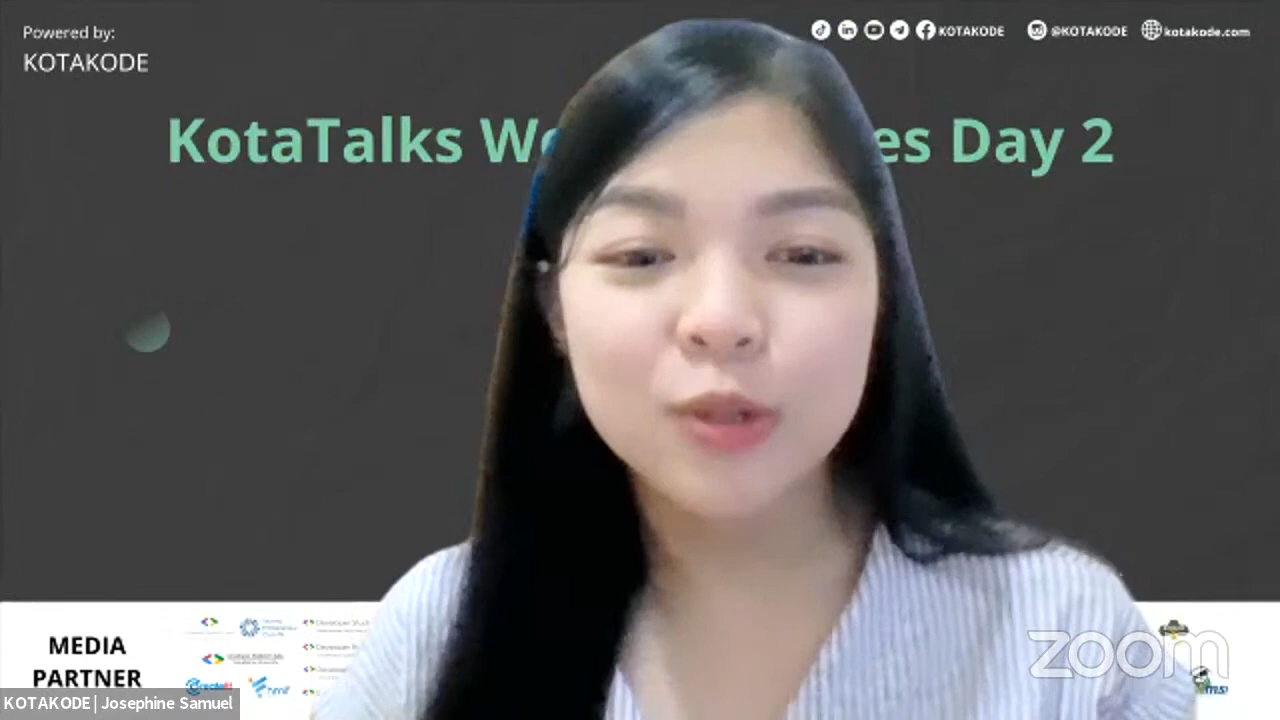 Powered by:
KOTAKODE
KOTAKODE
@KOTAKODE
kotakode.com
KotaTalks We es Day 2
MEDIA
PARTNER
zoom
KOTAKODE | Josephine Samuel